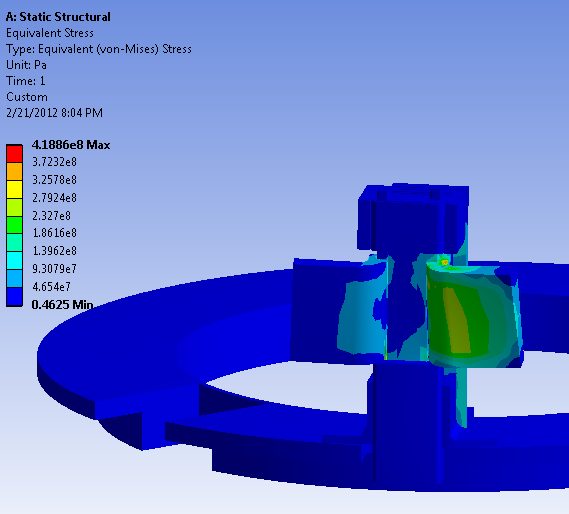 A: Static Structural
Equivalent Stress
Type: Equivalent (von-Mises) Stress
Unit: Pa
Time: 1
Custom
2/21/2012 8:04 PM
4.1886e8 Max
3.7232e8
3.2578e8
2.7924e8
2.327e8
1.8616e8
1.3962e8
9.3079e7
4.654e7
0.4625 Min